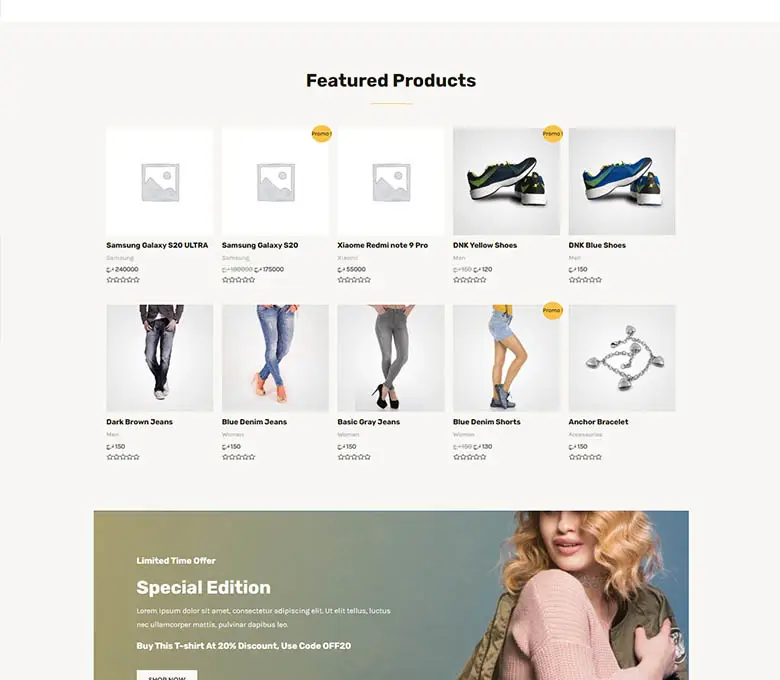 Featured Products
Promo !
Promo !
Samsung Galaxy S20 ULTRA
Samsung Galaxy S20
Xiaome Redmi note 9 Pro
DNK Yellow Shoes
DNK Blue Shoes
Samsung
Samsung
Xiaomi
Men
Men
د.ج 240000
د.ج 180000 د.ج 175000
د.ج 55000
د.ج 150 د.ج 120
د.ج 150
Promo !
Dark Brown Jeans
Blue Denim Jeans
Basic Gray Jeans
Blue Denim Shorts
Anchor Bracelet
Men
Women
Women
Women
Accessories
د.ج 150
د.ج 150
د.ج 150
د.ج 150 د.ج 130
د.ج 150
Limited Time Offer
Special Edition
Lorem ipsum dolor sit amet, consectetur adipiscing elit. Ut elit tellus, luctus
nec ullamcorper mattis, pulvinar dapibus leo.
Buy This T-shirt At 20% Discount, Use Code OFF20
SHOP NOW